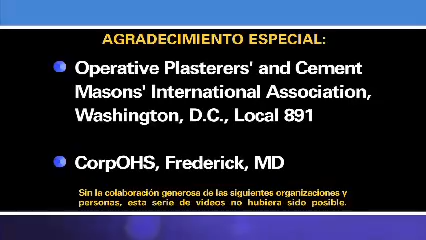 AGRADECIMIENTO ESPECIAL:
Operative Plasterers' and Cement
Masons' International Association,
Washington, D.C., Local 891
CorpOHS, Frederick, MD
Sin la colaboración generosa de las siguientes organizaciones y
personas, esta serie de videos no hubiera sido posible.